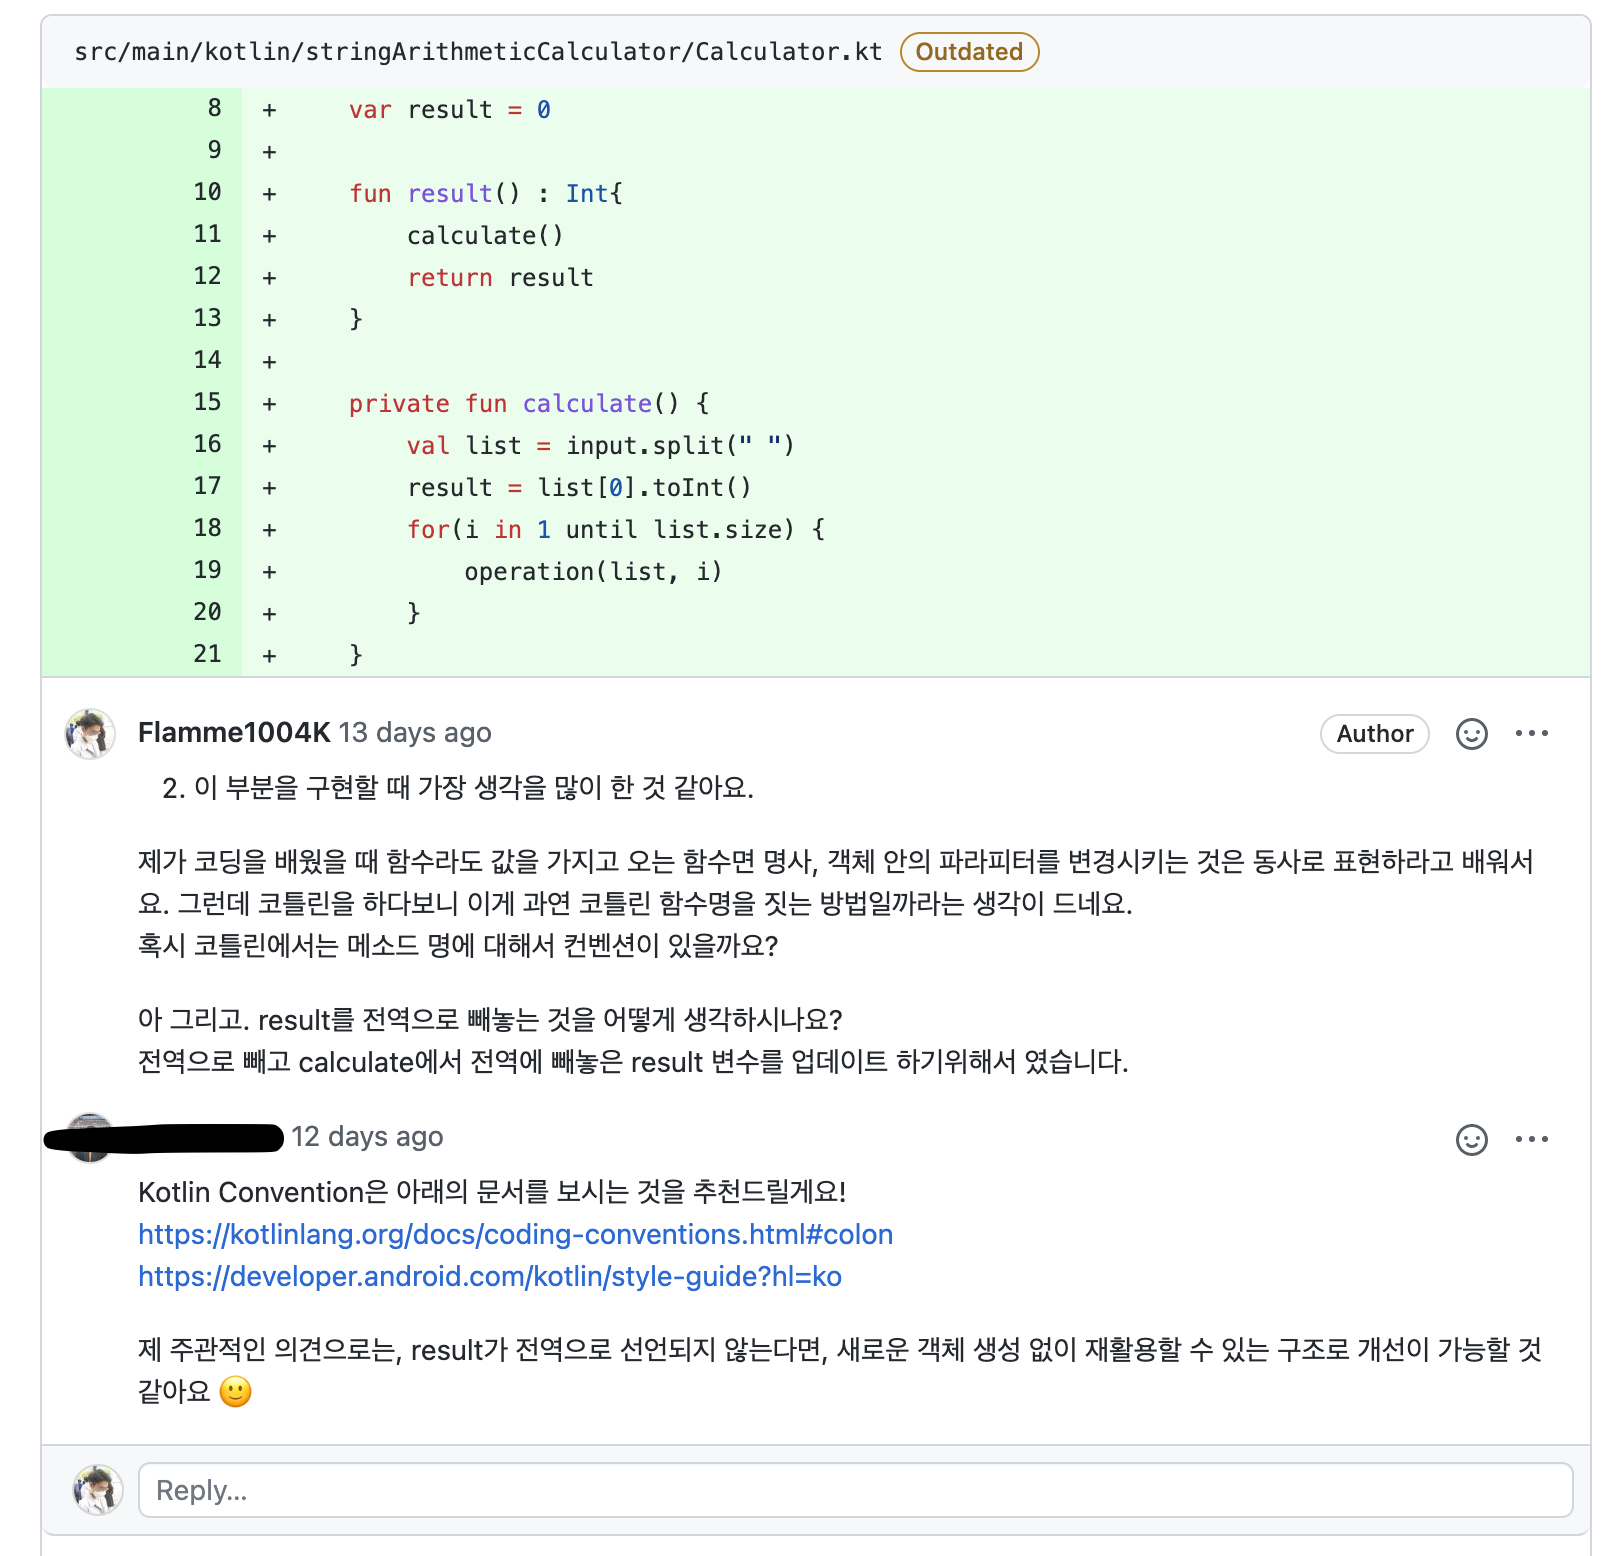 src/main/kotlin/stringArithmeticCalculator/Calculator.kt Outdated
8 + var result = 0
9 +
10 + fun result() : Int{
11 + calculate()
12 + return result
13 + }
14 +
15 + private fun calculate() {
16 + val list = input.split(" ")
17 + result = list[0].toInt()
18 + for(i in 1 until list.size) {
19 + operation(list, i)
20 + }
21 + }
Flamme1004K 13 days ago Author
2. 이 부분을 구현할 때 가장 생각을 많이 한 것 같아요.
제가 코딩을 배웠을 때 함수라도 값을 가지고 오는 함수면 명사, 객체 안의 파라피터를 변경시키는 것은 동사로 표현하라고 배워서
요. 그런데 코틀린을 하다보니 이게 과연 코틀린 함수명을 짓는 방법일까라는 생각이 드네요.
혹시 코틀린에서는 메소드 명에 대해서 컨벤션이 있을까요?
아 그리고. result를 전역으로 빼놓는 것을 어떻게 생각하시나요?
전역으로 빼고 calculate에서 전역에 빼놓은 result 변수를 업데이트 하기위해서 였습니다.
12 days ago
Kotlin Convention은 아래의 문서를 보시는 것을 추천드릴게요!
https://kotlinlang.org/docs/coding-conventions.html#colon
https://developer.android.com/kotlin/style-guide?hl=ko
제 주관적인 의견으로는, result가 전역으로 선언되지 않는다면, 새로운 객체 생성 없이 재활용할 수 있는 구조로 개선이 가능할 것
같아요 🙂
Reply...